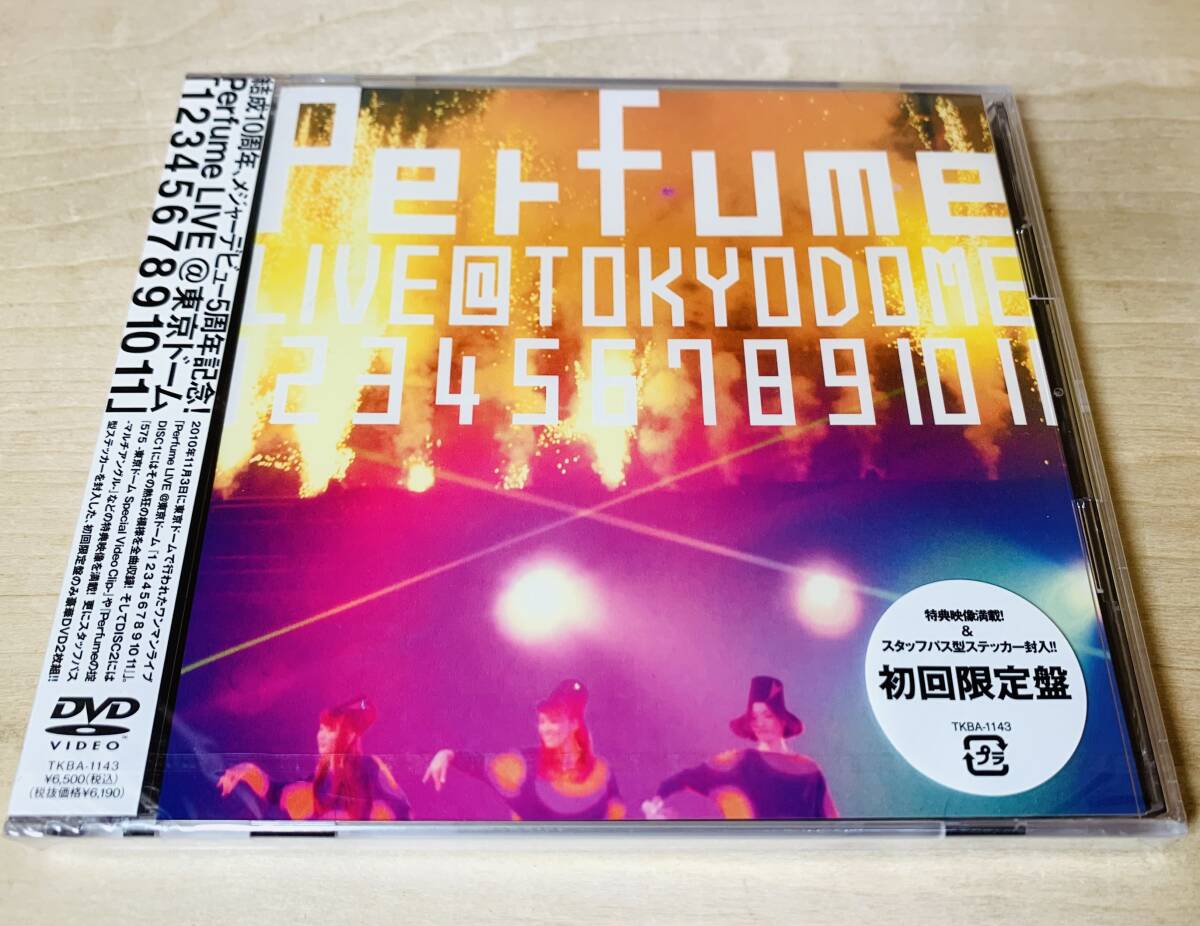 結成10周年、メジャーデビュー5周年記念!
Perfume LIVE @東京ドーム
「1 2 3 4 5 6 7 8 9 10 11」
2010年11月3日に東京ドームで行われたワンマンライブ
「Perfume LIVE @東京ドーム 『1 2 3 4 5 6 7 8 9 10 11』」。
DISC1にはその熱狂の模様を全曲収録! そしてDISC2には
「575 -東京ドーム Special Video Clip-」や「Perfumeの掟
-マルチアングル-」などの特典映像を満載! 更にスタッフパス
型ステッカーを封入した、初回限定盤のみ豪華DVD2枚組!!
DVD
VIDEO
TKBA-1143
¥6,500(税込)
(税抜価格¥6,190)
Perfume
LIVE@TOKYODOME
1 2 3 4 5 6 7 8 9 10 11
特典映像満載!
&
スタッフパス型ステッカー封入!!
初回限定盤
TKBA-1143
プラ